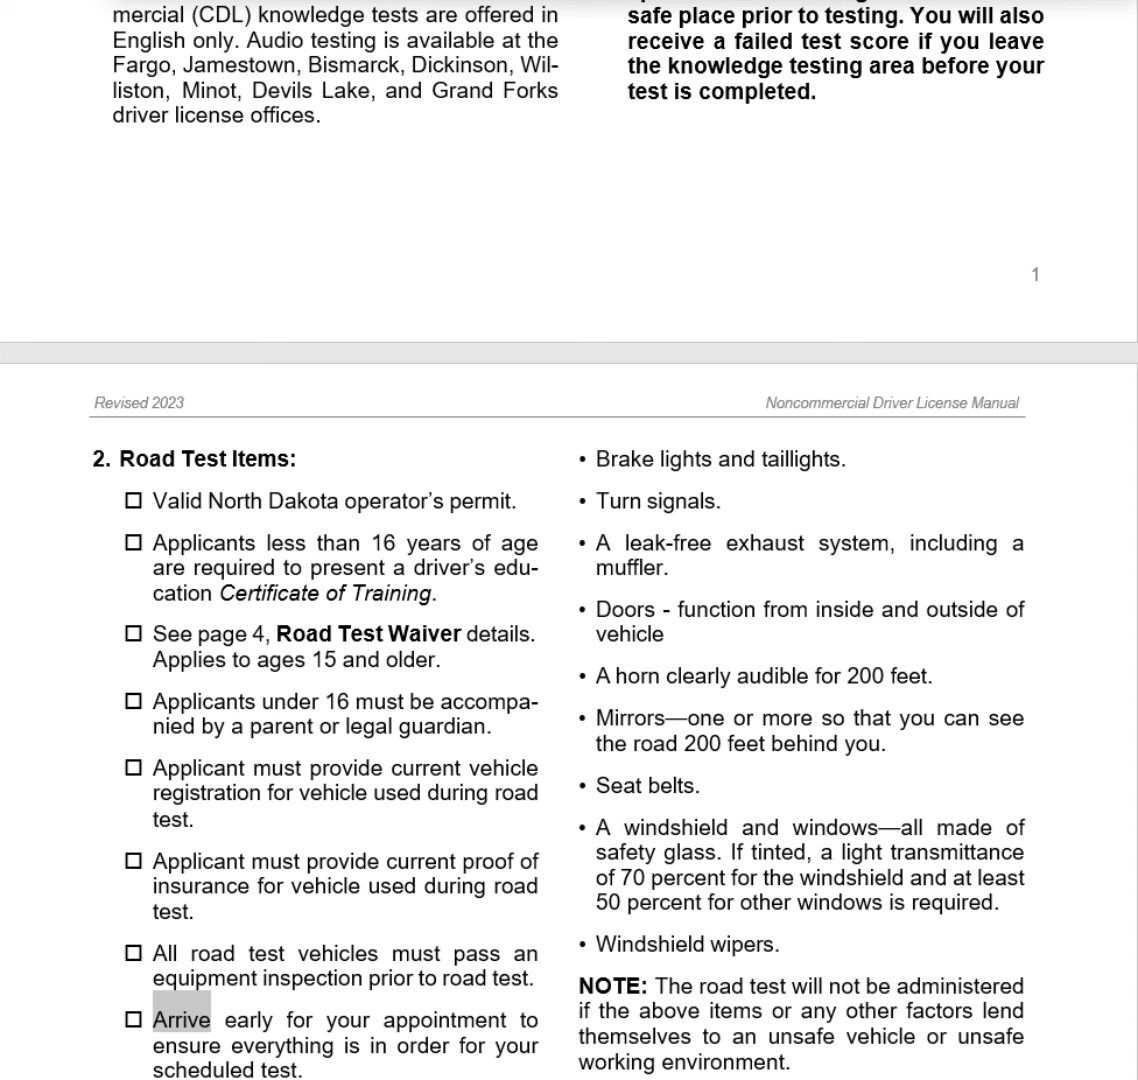 mercial (CDL) knowledge tests are offered in
English only. Audio testing is available at the
Fargo, Jamestown, Bismarck, Dickinson, Wil-
liston, Minot, Devils Lake, and Grand Forks
driver license offices.
safe place prior to testing. You will also
receive a failed test score if you leave
the knowledge testing area before your
test is completed.
1
Revised 2023
Noncommercial Driver License Manual
2. Road Test Items:
☐ Valid North Dakota operator’s permit.
☐ Applicants less than 16 years of age
are required to present a driver’s edu-
cation Certificate of Training.
☐ See page 4, Road Test Waiver details.
Applies to ages 15 and older.
☐ Applicants under 16 must be accompa-
nied by a parent or legal guardian.
☐ Applicant must provide current vehicle
registration for vehicle used during road
test.
☐ Applicant must provide current proof of
insurance for vehicle used during road
test.
☐ All road test vehicles must pass an
equipment inspection prior to road test.
☐ Arrive early for your appointment to
ensure everything is in order for your
scheduled test.
• Brake lights and taillights.
• Turn signals.
• A leak-free exhaust system, including a
muffler.
• Doors - function from inside and outside of
vehicle
• A horn clearly audible for 200 feet.
• Mirrors—one or more so that you can see
the road 200 feet behind you.
• Seat belts.
• A windshield and windows—all made of
safety glass. If tinted, a light transmittance
of 70 percent for the windshield and at least
50 percent for other windows is required.
• Windshield wipers.
NOTE: The road test will not be administered
if the above items or any other factors lend
themselves to an unsafe vehicle or unsafe
working environment.